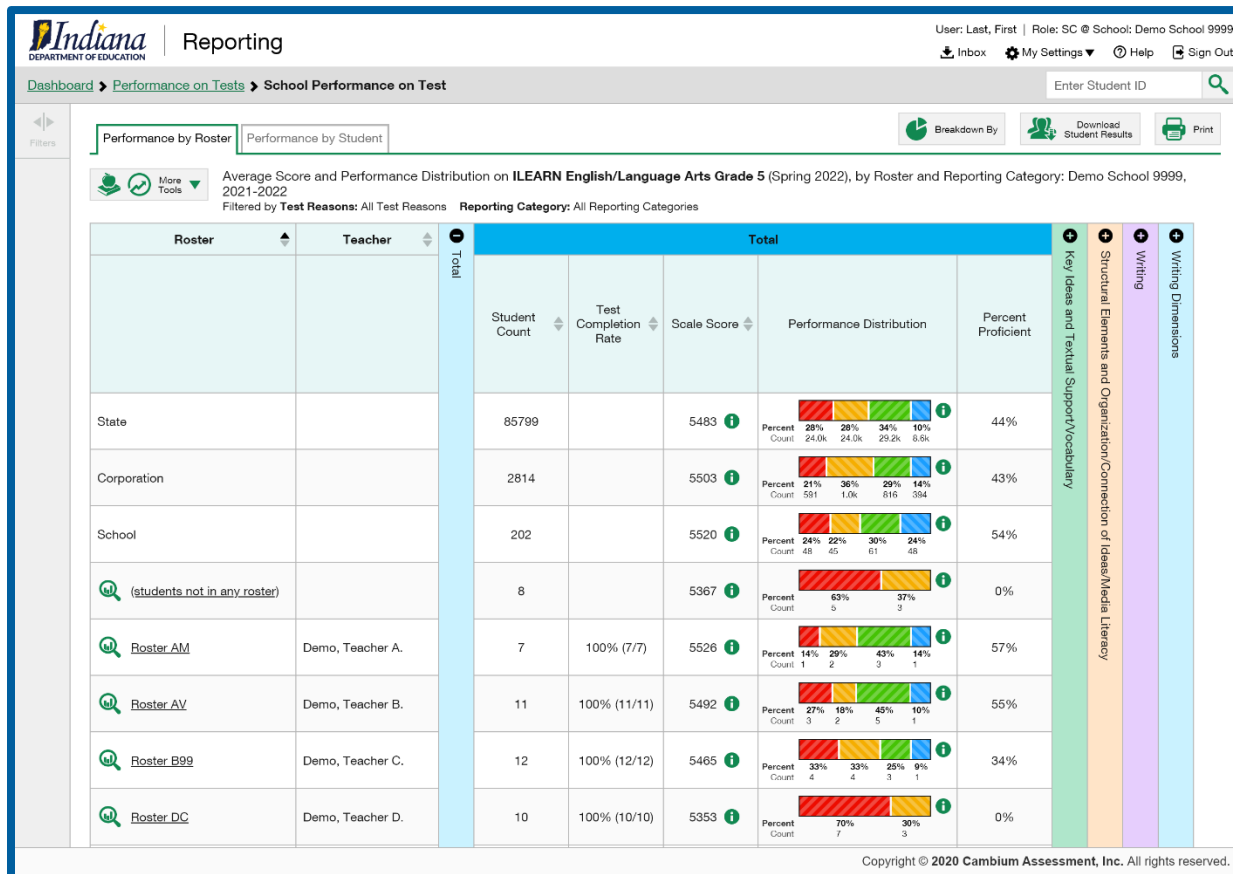 Indiana
DEPARTMENT OF EDUCATION
Reporting
User: Last, First | Role: SC @ School: Demo School 9999
Inbox My Settings Help Sign Out
Dashboard Performance on Tests School Performance on Test
Enter Student ID
Filters
Performance by Roster Performance by Student
Breakdown By
Download
Student Results
Print
More
Tools
Average Score and Performance Distribution on ILEARN English/Language Arts Grade 5 (Spring 2022), by Roster and Reporting Category: Demo School 9999,
2021-2022
Filtered by Test Reasons: All Test Reasons Reporting Category: All Reporting Categories
Roster Teacher Total Total
Key Ideas and Textual Support/Vocabulary
Structural Elements and Organization/Connection of Ideas/Media Literacy
Writing
Writing Dimensions
Student
Count
Test
Completion
Rate
Scale Score
Performance Distribution
Percent
Proficient
State 85799 5483 44%
Percent 28% 28% 34% 10%
Count 24.0k 24.0k 29.2k 8.6k
Corporation 2814 5503 43%
Percent 21% 36% 29% 14%
Count 591 1.0k 816 394
School 202 5520 54%
Percent 24% 22% 30% 24%
Count 48 45 61 48
(students not in any roster) 8 5367 0%
Percent 63% 37%
Count 5 3
Roster AM Demo, Teacher A. 7 100% (7/7) 5526 57%
Percent 14% 29% 43% 14%
Count 1 2 3 1
Roster AV Demo, Teacher B. 11 100% (11/11) 5492 55%
Percent 27% 18% 45% 10%
Count 3 2 5 1
Roster B99 Demo, Teacher C. 12 100% (12/12) 5465 34%
Percent 33% 33% 25% 9%
Count 4 4 3 1
Roster DC Demo, Teacher D. 10 100% (10/10) 5353 0%
Percent 70% 30%
Count 7 3
Copyright © 2020 Cambium Assessment, Inc. All rights reserved.